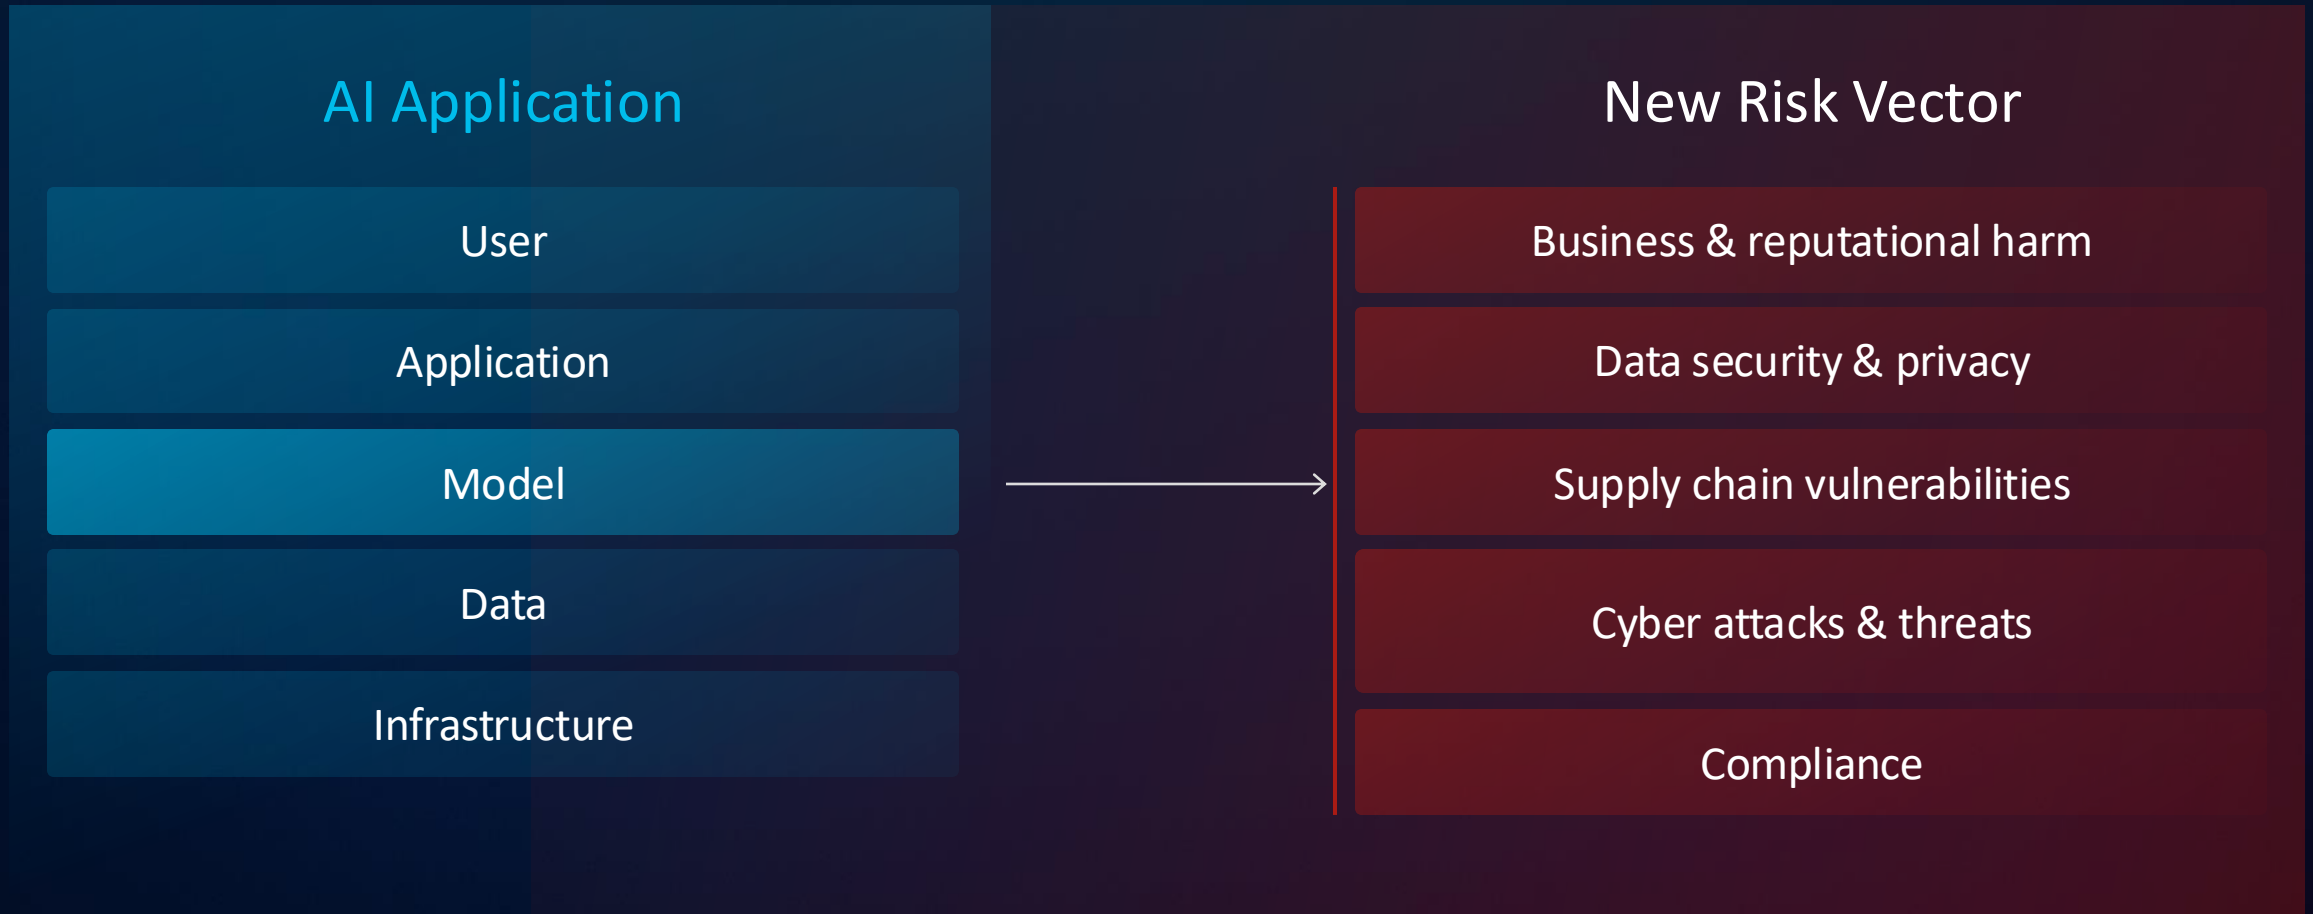 AI Application
User
Application
Model
Data
Infrastructure
New Risk Vector
Business & reputational harm
Data security & privacy
Supply chain vulnerabilities
Cyber attacks & threats
Compliance